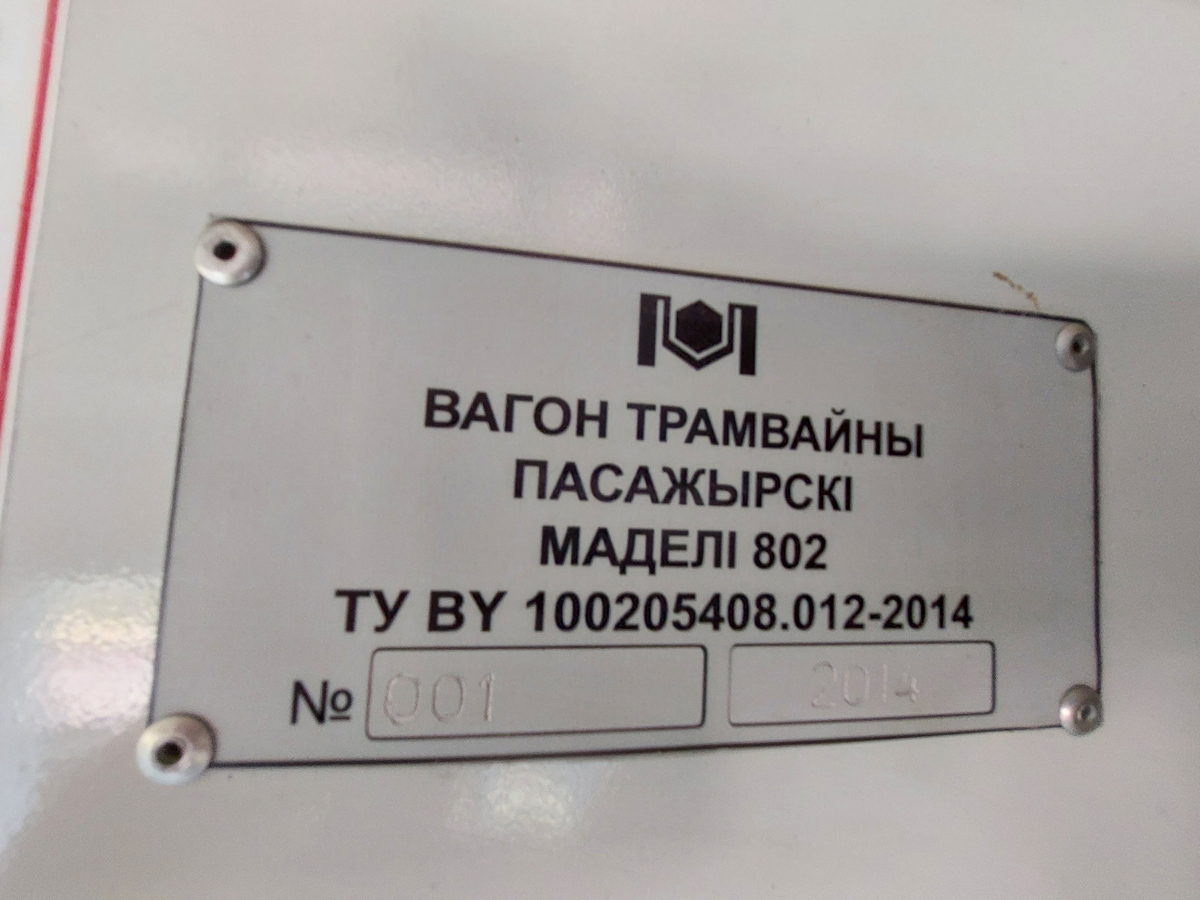 ВАГОН ТРАМВАЙНЫ
ПАСАЖЫРСКІ
МАДЕЛІ 802
ТУ BY 100205408.012-2014
№ 001 2014